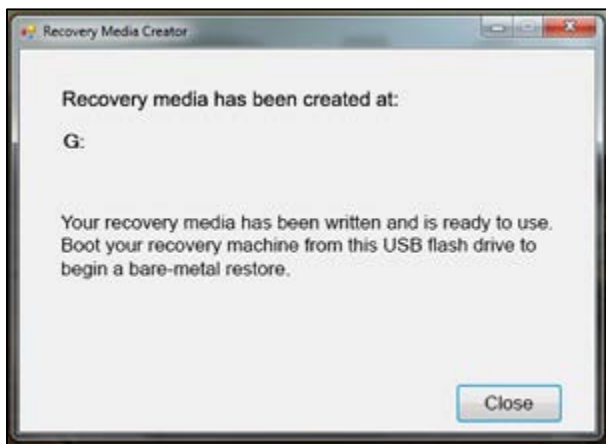 Recovery Media Creator
Recovery media has been created at:
G:
Your recovery media has been written and is ready to use.
Boot your recovery machine from this USB flash drive to
begin a bare-metal restore.
Close